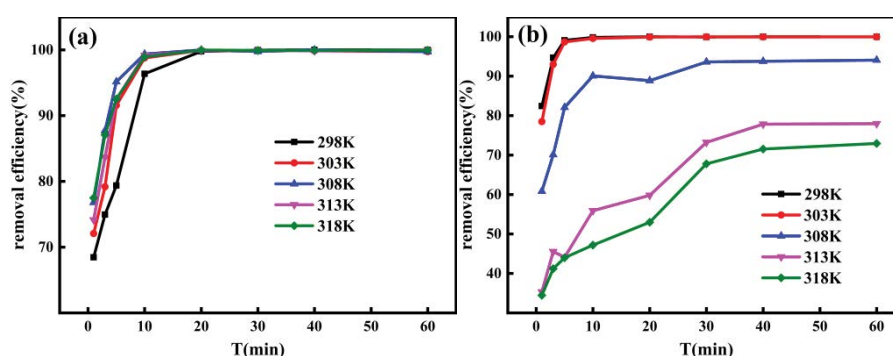 (a)
removal efficiency(%)
100
90
80
70
298K
303K
308K
313K
318K
0 10 20 30 40 50 60
T(min)
(b)
removal efficiency(%)
100
90
80
70
60
50
40
298K
303K
308K
313K
318K
0 10 20 30 40 50 60
T(min)